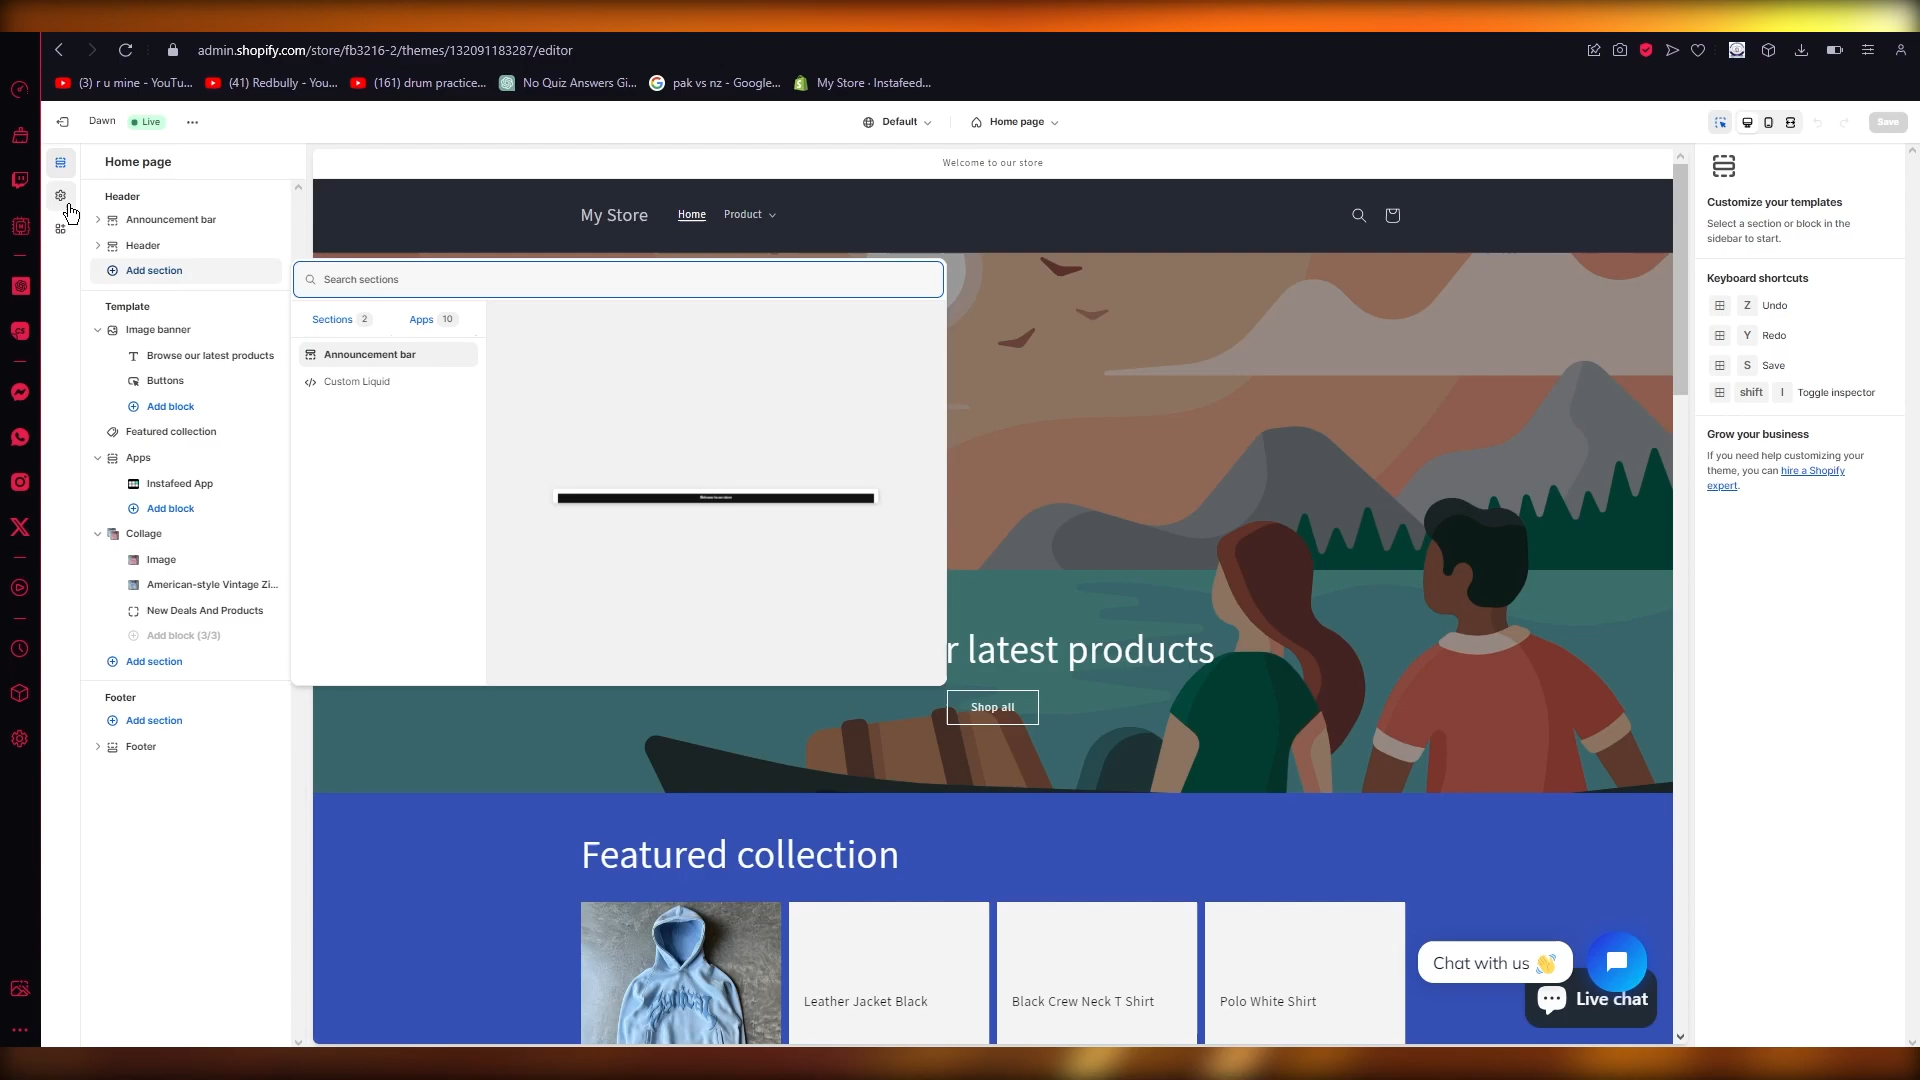 admin.shopify.com/store/fb3216-2/themes/132091183287/editor
(3) r u mine - YouTu...
(41) Redbully - You...
(161) drum practice...
No Quiz Answers Gi...
pak vs nz - Google...
My Store · Instafeed...
Dawn
Live
Default
Home page
Save
Home page
Header
Announcement bar
Header
Add section
Template
Image banner
Browse our latest products
Buttons
Add block
Featured collection
Apps
Instafeed App
Add block
Collage
Image
American-style Vintage Zi...
New Deals And Products
Add block (3/3)
Add section
Footer
Add section
Footer
Search sections
Sections 2
Apps 10
Announcement bar
Custom Liquid
Welcome to our store
My Store
Home
Product
r latest products
Shop all
Featured collection
Leather Jacket Black
Black Crew Neck T Shirt
Polo White Shirt
Chat with us 👋
Live chat
Customize your templates
Select a section or block in the
sidebar to start.
Keyboard shortcuts
Z Undo
Y Redo
S Save
shift I Toggle inspector
Grow your business
If you need help customizing your
theme, you can hire a Shopify
expert.